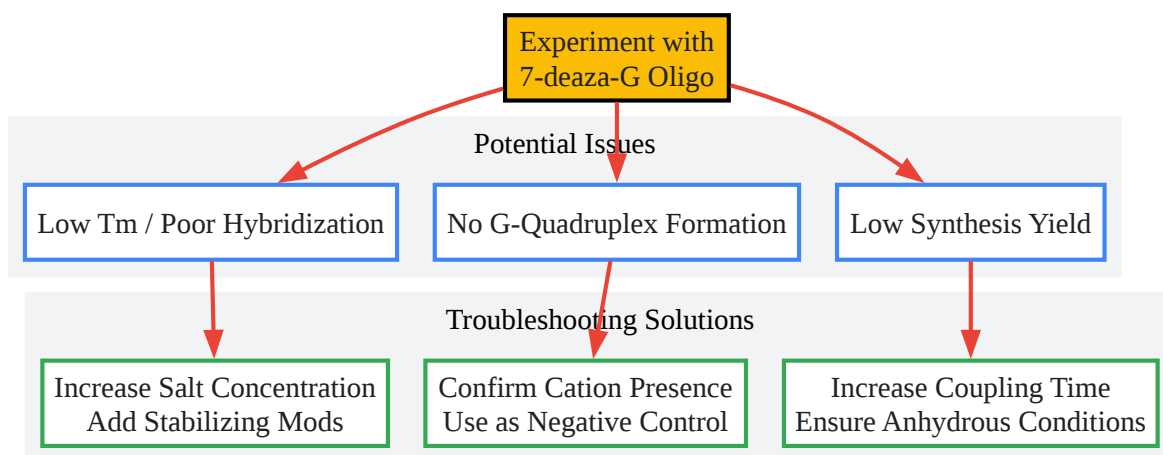 Experiment with
7-deaza-G Oligo
Potential Issues
Low Tm / Poor Hybridization
No G-Quadruplex Formation
Low Synthesis Yield
Troubleshooting Solutions
Increase Salt Concentration
Add Stabilizing Mods
Confirm Cation Presence
Use as Negative Control
Increase Coupling Time
Ensure Anhydrous Conditions